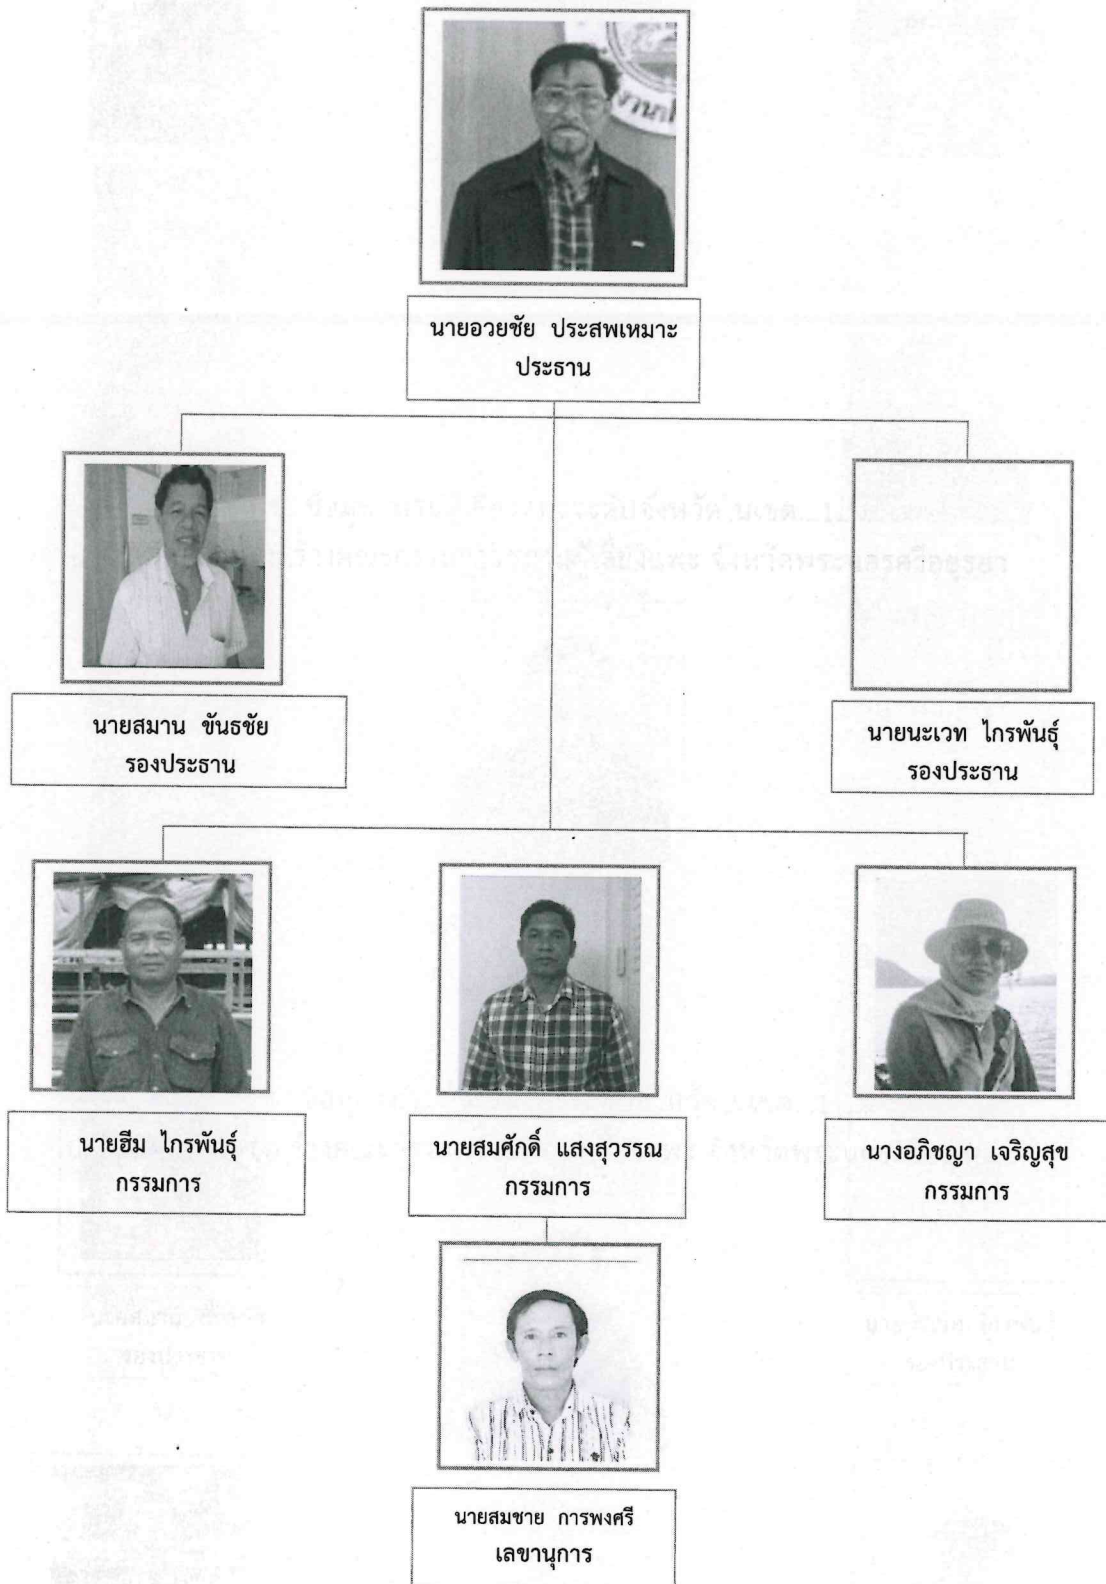 นายอวยชัย ประสพเหมาะ
ประธาน
นายสมาน ขันธชัย
รองประธาน
นายนะเวท ไกรพันธุ์
รองประธาน
นายฮีม ไกรพันธุ์
กรรมการ
นายสมศักดิ์ แสงสุวรรณ
กรรมการ
นางอภิชญา เจริญสุข
กรรมการ
นายสมชาย การพงศรี
เลขานุการ